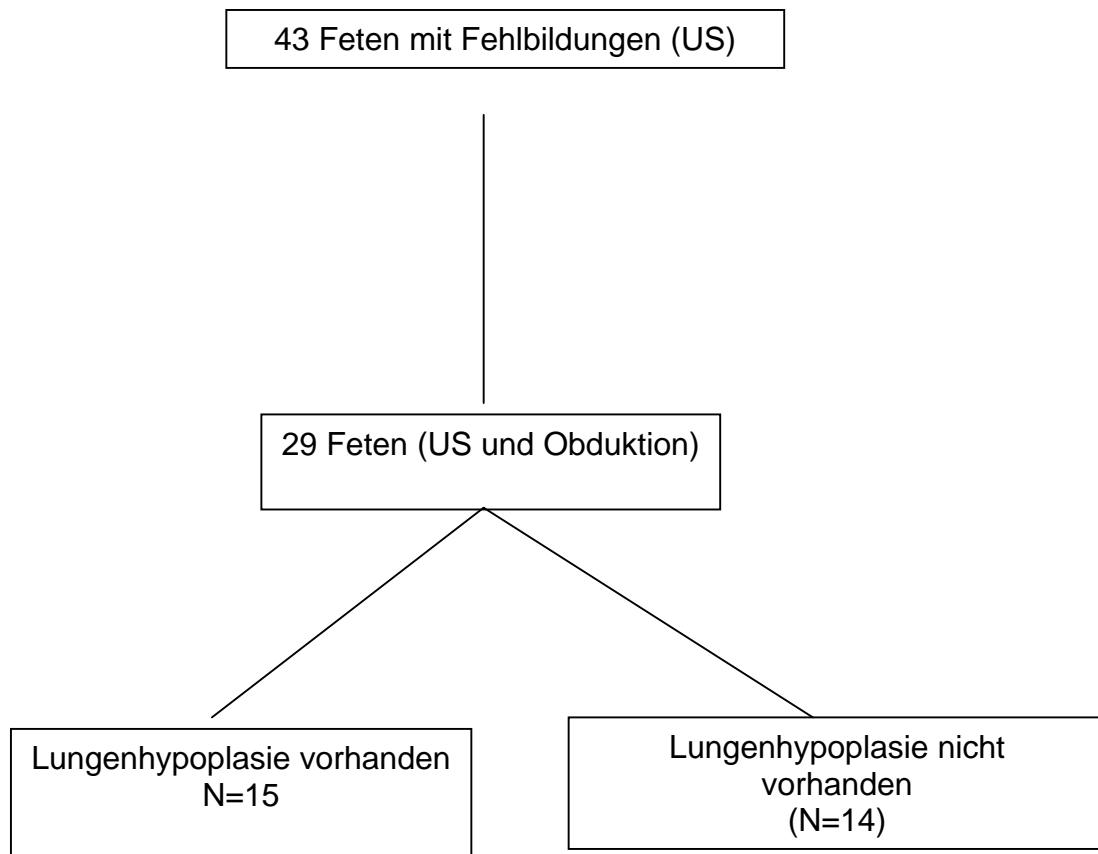 43 Feten mit Fehlbildungen (US)
29 Feten (US und Obduktion)
Lungenhypoplasie vorhanden
N=15
Lungenhypoplasie nicht
vorhanden
(N=14)